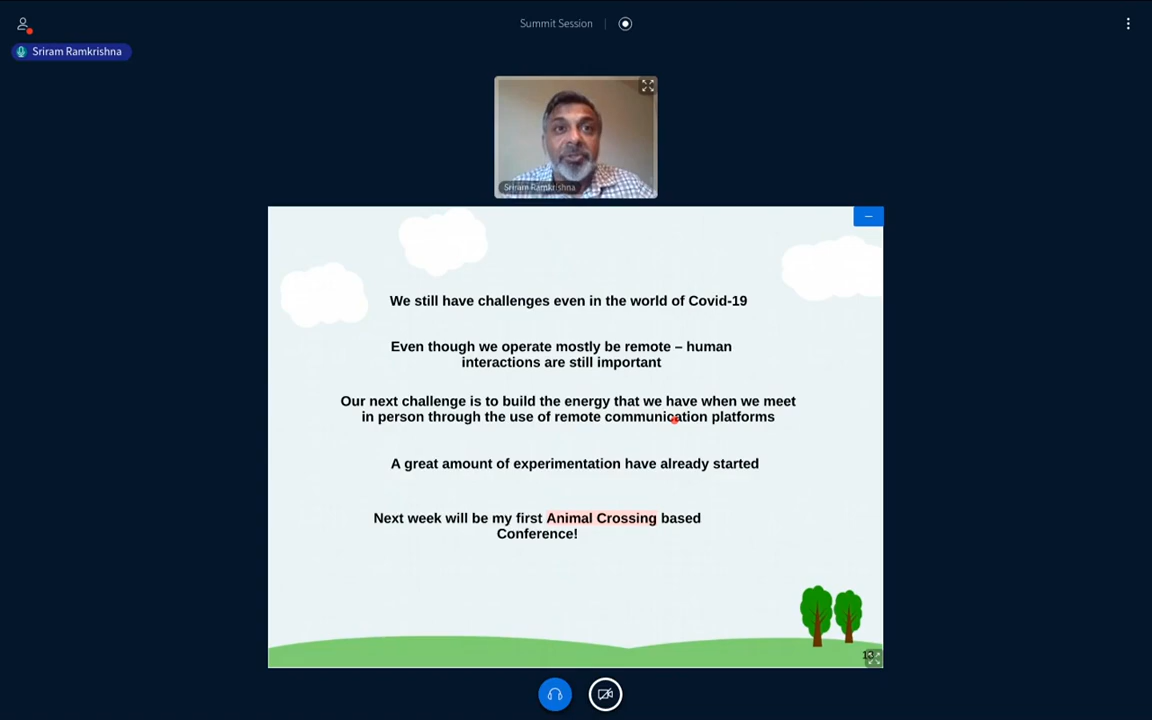 Summit Session
Sriram Ramkrishna
Sriram Ramkrishna
We still have challenges even in the world of Covid-19
Even though we operate mostly be remote – human
interactions are still important
Our next challenge is to build the energy that we have when we meet
in person through the use of remote communication platforms
A great amount of experimentation have already started
Next week will be my first Animal Crossing based
Conference!